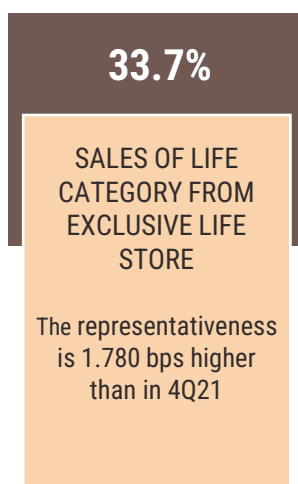 33.7%
SALES OF LIFE
CATEGORY FROM
EXCLUSIVE LIFE
STORE
The representativeness
is 1.780 bps higher
than in 4Q21